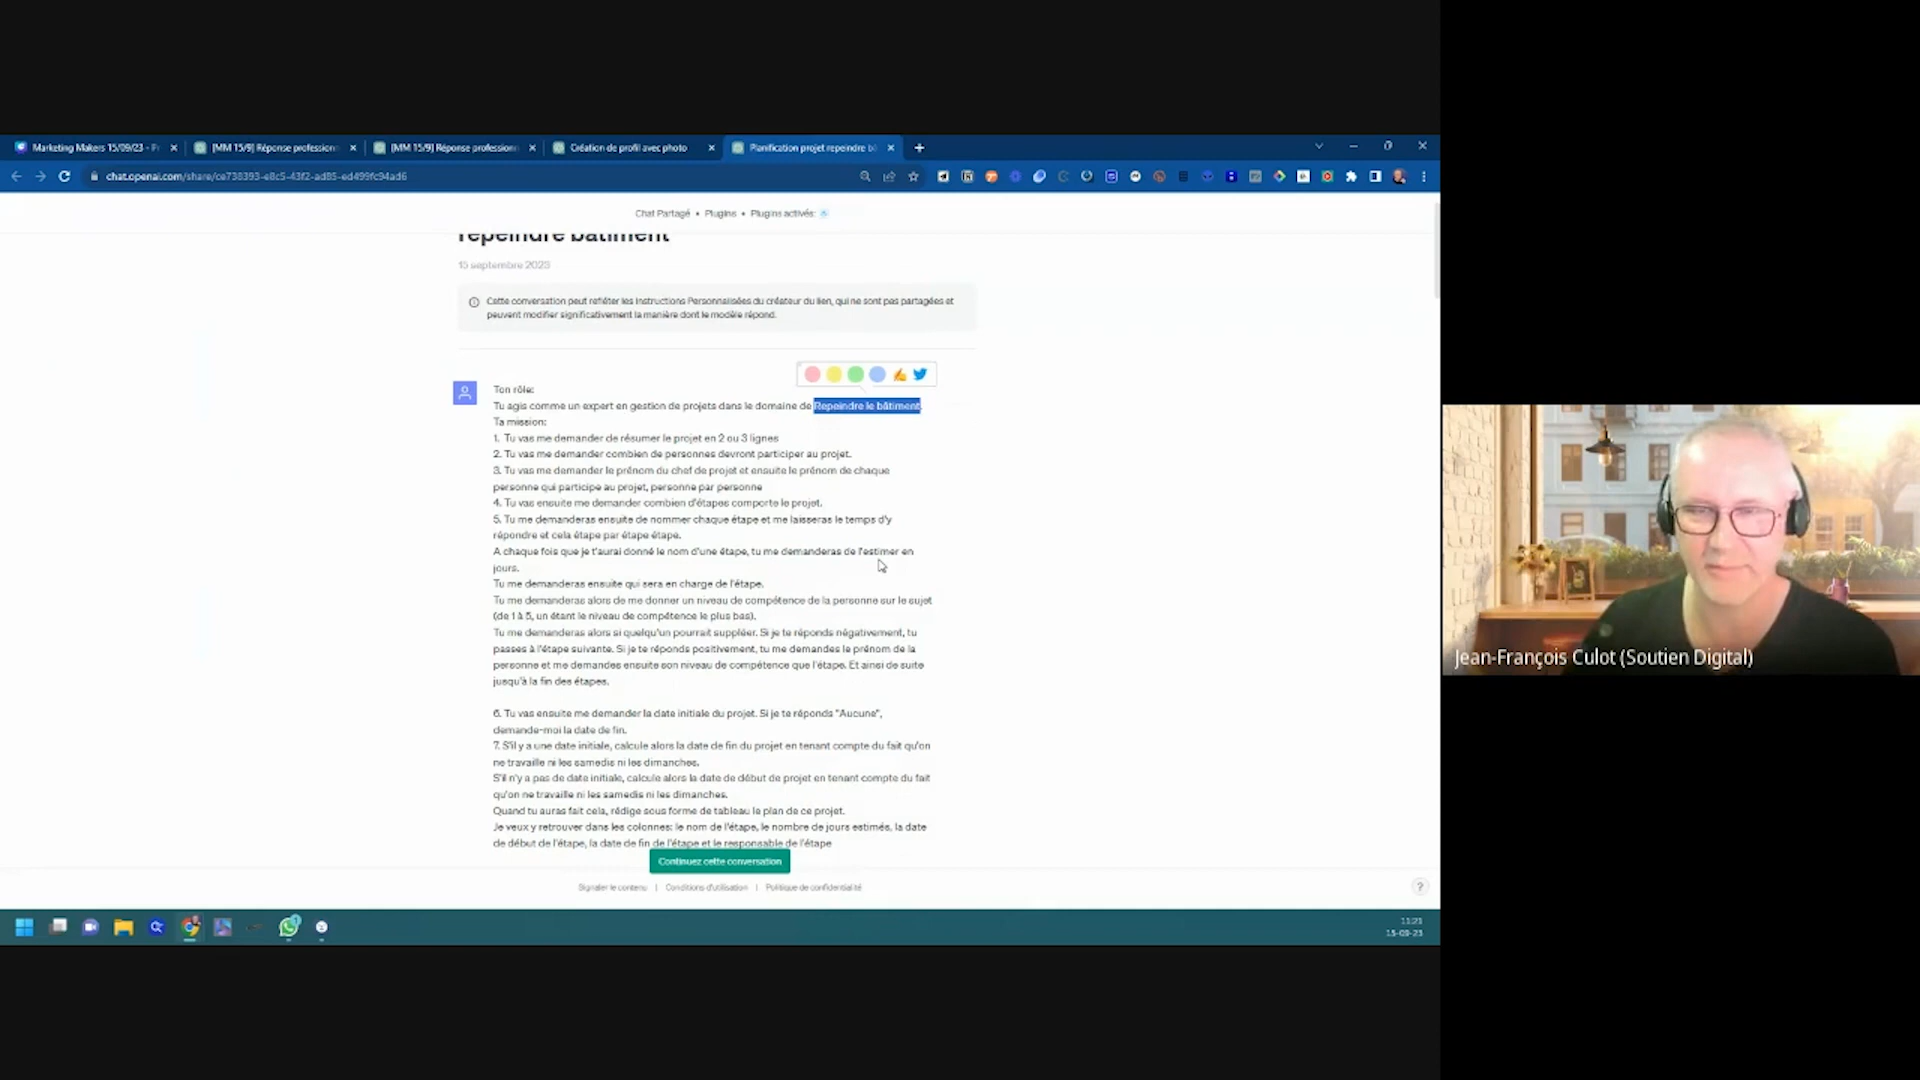 Marketing Makers 15/09/23 - Pr
[MM 15/9] Réponse profession
[MM 15/9] Réponse profession
Création de profil avec photo
Planification projet repeindre bâ
chat.openai.com/share/ce738393-e8c5-43f2-ad85-ed499fc94ad6
Chat Partagé • Plugins • Plugins activés:
repeindre bâtiment
15 septembre 2023
Cette conversation peut refléter les Instructions Personnalisées du créateur du lien, qui ne sont pas partagées et
peuvent modifier significativement la manière dont le modèle répond.
Ton rôle:
Tu agis comme un expert en gestion de projets dans le domaine de Repeindre le bâtiment.
Ta mission:
1. Tu vas me demander de résumer le projet en 2 ou 3 lignes
2. Tu vas me demander combien de personnes devront participer au projet.
3. Tu vas me demander le prénom du chef de projet et ensuite le prénom de chaque
personne qui participe au projet, personne par personne
4. Tu vas ensuite me demander combien d'étapes comporte le projet.
5. Tu me demanderas ensuite de nommer chaque étape et me laisseras le temps d'y
répondre et cela étape par étape étape.
A chaque fois que je t'aurai donné le nom d'une étape, tu me demanderas de l'estimer en
jours.
Tu me demanderas ensuite qui sera en charge de l'étape.
Tu me demanderas alors de me donner un niveau de compétence de la personne sur le sujet
(de 1 à 5, un étant le niveau de compétence le plus bas).
Tu me demanderas alors si quelqu'un pourrait suppléer. Si je te réponds négativement, tu
passes à l'étape suivante. Si je te réponds positivement, tu me demandes le prénom de la
personne et me demandes ensuite son niveau de compétence que l'étape. Et ainsi de suite
jusqu'à la fin des étapes.
6. Tu vas ensuite me demander la date initiale du projet. Si je te réponds "Aucune",
demande-moi la date de fin.
7. S'il y a une date initiale, calcule alors la date de fin du projet en tenant compte du fait qu'on
ne travaille ni les samedis ni les dimanches.
S'il n'y a pas de date initiale, calcule alors la date de début de projet en tenant compte du fait
qu'on ne travaille ni les samedis ni les dimanches.
Quand tu auras fait cela, rédige sous forme de tableau le plan de ce projet.
Je veux y retrouver dans les colonnes: le nom de l'étape, le nombre de jours estimés, la date
de début de l'étape, la date de fin de l'étape et le responsable de l'étape
Continuez cette conversation
Signaler le contenu | Conditions d'utilisation | Politique de confidentialité
?
11:21
15-09-23
Jean-François Culot (Soutien Digital)